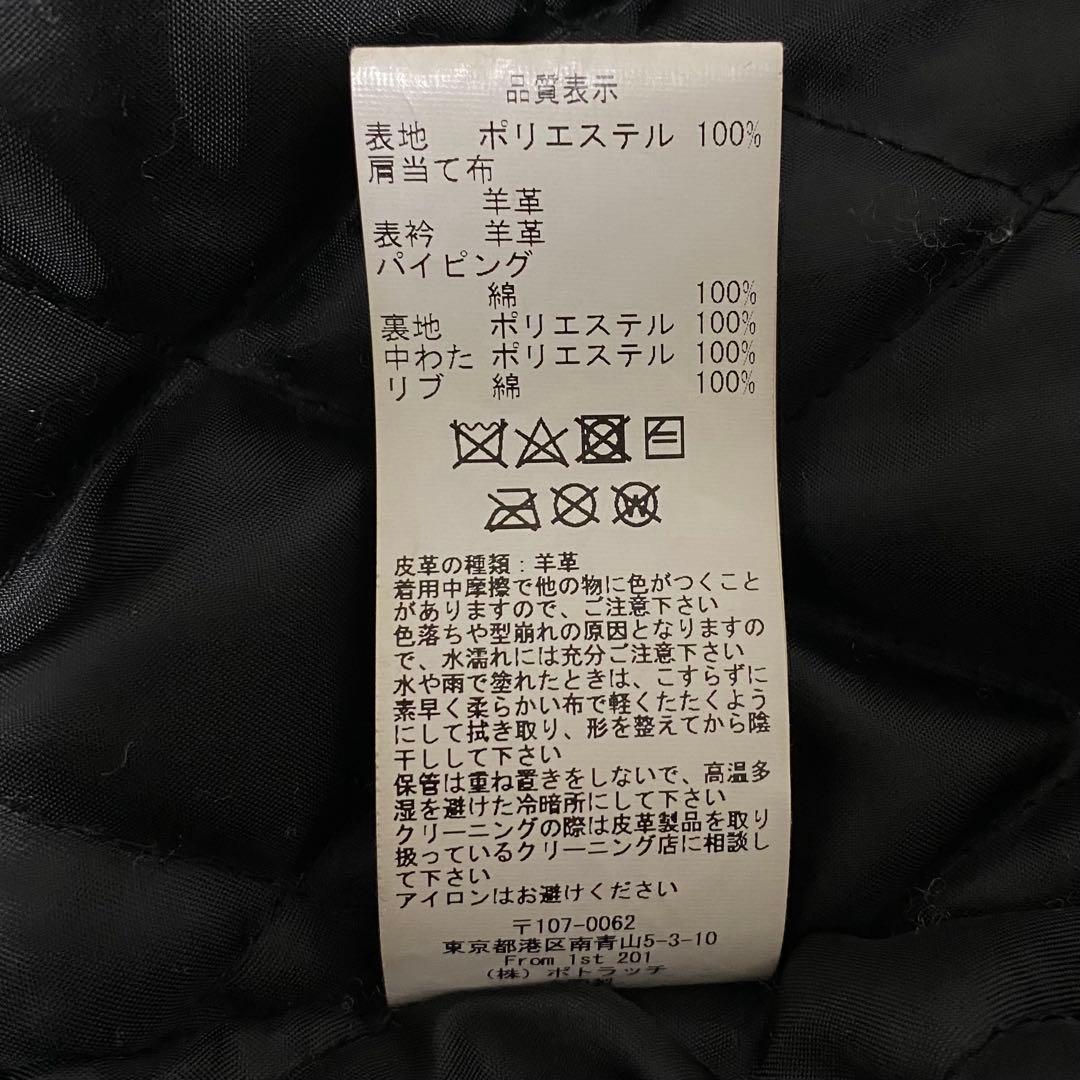 品質表示
表地 ポリエステル 100%
肩当て布
羊革
表衿 羊革
パイピング
綿 100%
裏地 ポリエステル 100%
中わた ポリエステル 100%
リブ 綿 100%
皮革の種類：羊革
着用中摩擦で他の物に色がつくこと
がありますので、ご注意下さい
色落ちや型崩れの原因となりますの
で、水濡れには充分ご注意下さい
水や雨で塗れたときは、こすらずに
素早く柔らかい布で軽くたたくよう
にして拭き取り、形を整えてから陰
干しして下さい
保管は重ね置きをしないで、高温多
湿を避けた冷暗所にして下さい
クリーニングの際は皮革製品を取り
扱っているクリーニング店に相談し
て下さい
アイロンはお避けください
〒107-0062
東京都港区南青山5-3-10
From 1st 201
(株) ポトラッチ